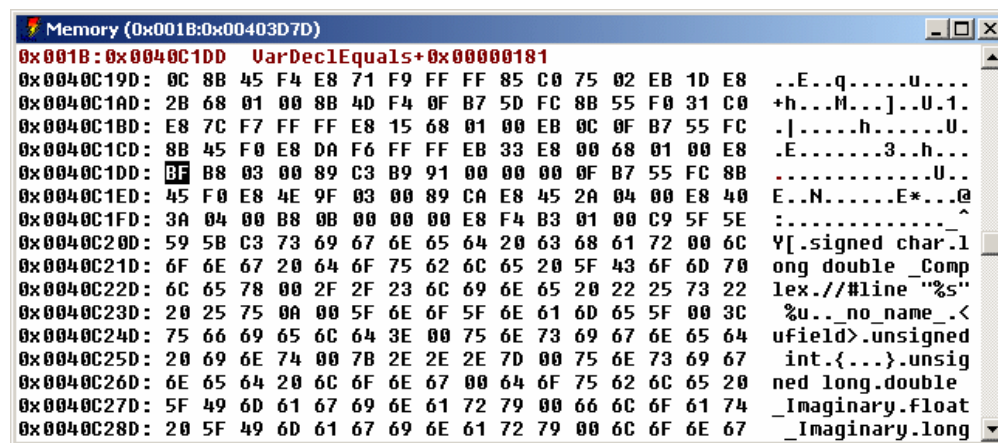 Memory (0x001B:0x00403D7D)
0x001B:0x0040C1DD VarDeclEquals+0x00000181
0x0040C19D: 0C 8B 45 F4 E8 71 F9 FF FF 85 C0 75 02 EB 1D E8 ..E..q.....u....
0x0040C1AD: 2B 68 01 00 8B 4D F4 0F B7 5D FC 8B 55 F0 31 C0 +h...M...]..U.1.
0x0040C1BD: E8 7C F7 FF FF E8 15 68 01 00 EB 0C 0F B7 55 FC .|.....h......U.
0x0040C1CD: 8B 45 F0 E8 DA F6 FF FF EB 33 E8 00 68 01 00 E8 .E.......3..h...
0x0040C1DD: BF B8 03 00 89 C3 B9 91 00 00 00 0F B7 55 FC 8B .............U..
0x0040C1ED: 45 F0 E8 4E 9F 03 00 89 CA E8 45 2A 04 00 E8 40 E..N......E*...@
0x0040C1FD: 3A 04 00 B8 0B 00 00 00 E8 F4 B3 01 00 C9 5F 5E :............._^
0x0040C20D: 59 5B C3 73 69 67 6E 65 64 20 63 68 61 72 00 6C Y[.signed char.l
0x0040C21D: 6F 6E 67 20 64 6F 75 62 6C 65 20 5F 43 6F 6D 70 ong double _Comp
0x0040C22D: 6C 65 78 00 2F 2F 23 6C 69 6E 65 20 22 25 73 22 lex.//#line "%s"
0x0040C23D: 20 25 75 0A 00 5F 6E 6F 5F 6E 61 6D 65 5F 00 3C %u.._no_name_.<
0x0040C24D: 75 66 69 65 6C 64 3E 00 75 6E 73 69 67 6E 65 64 ufield>.unsigned
0x0040C25D: 20 69 6E 74 00 7B 2E 2E 2E 7D 00 75 6E 73 69 67 int.{...}.unsig
0x0040C26D: 6E 65 64 20 6C 6F 6E 67 00 64 6F 75 62 6C 65 20 ned long.double
0x0040C27D: 5F 49 6D 61 67 69 6E 61 72 79 00 66 6C 6F 61 74 _Imaginary.float
0x0040C28D: 20 5F 49 6D 61 67 69 6E 61 72 79 00 6C 6F 6E 67 _Imaginary.long